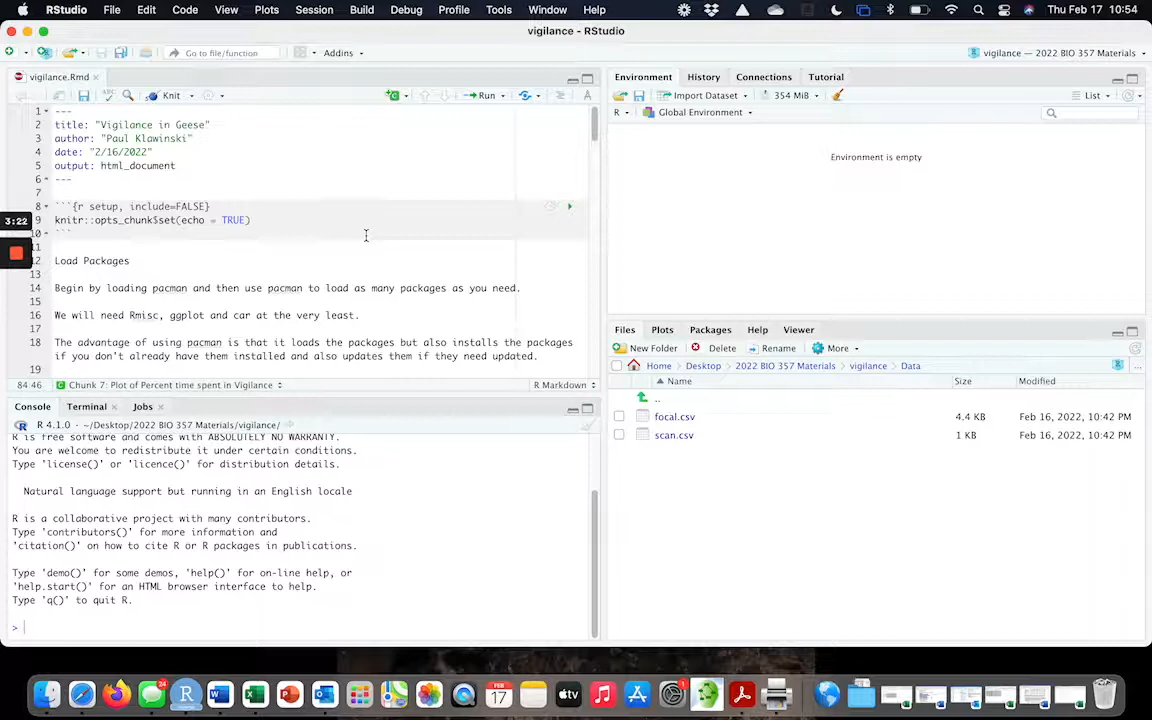 RStudio File Edit Code View Plots Session Build Debug Profile Tools Window Help Thu Feb 17 10:54
vigilance - RStudio
Go to file/function Addins vigilance — 2022 BIO 357 Materials
vigilance.Rmd
Knit Run
1 ---
2 title: "Vigilance in Geese"
3 author: "Paul Klawinski"
4 date: "2/16/2022"
5 output: html_document
6 ---
7
8 ```{r setup, include=FALSE}
9 knitr::opts_chunk$set(echo = TRUE)
10 ```
11
12 Load Packages
13
14 Begin by loading pacman and then use pacman to load as many packages as you need.
15
16 We will need Rmisc, ggplot and car at the very least.
17
18 The advantage of using pacman is that it loads the packages but also installs the packages
if you don't already have them installed and also updates them if they need updated.
19
3:22
84:46 Chunk 7: Plot of Percent time spent in Vigilance R Markdown
Console Terminal Jobs
R 4.1.0 · ~/Desktop/2022 BIO 357 Materials/vigilance/
R is free software and comes with ABSOLUTELY NO WARRANTY.
You are welcome to redistribute it under certain conditions.
Type 'license()' or 'licence()' for distribution details.
Natural language support but running in an English locale
R is a collaborative project with many contributors.
Type 'contributors()' for more information and
'citation()' on how to cite R or R packages in publications.
Type 'demo()' for some demos, 'help()' for on-line help, or
'help.start()' for an HTML browser interface to help.
Type 'q()' to quit R.
>
Environment History Connections Tutorial
Import Dataset 354 MiB List
R Global Environment
Environment is empty
Files Plots Packages Help Viewer
New Folder Delete Rename More
Home Desktop 2022 BIO 357 Materials vigilance Data
Name Size Modified
..
focal.csv 4.4 KB Feb 16, 2022, 10:42 PM
scan.csv 1 KB Feb 16, 2022, 10:42 PM
24 R W X P FEB 17 tv 1